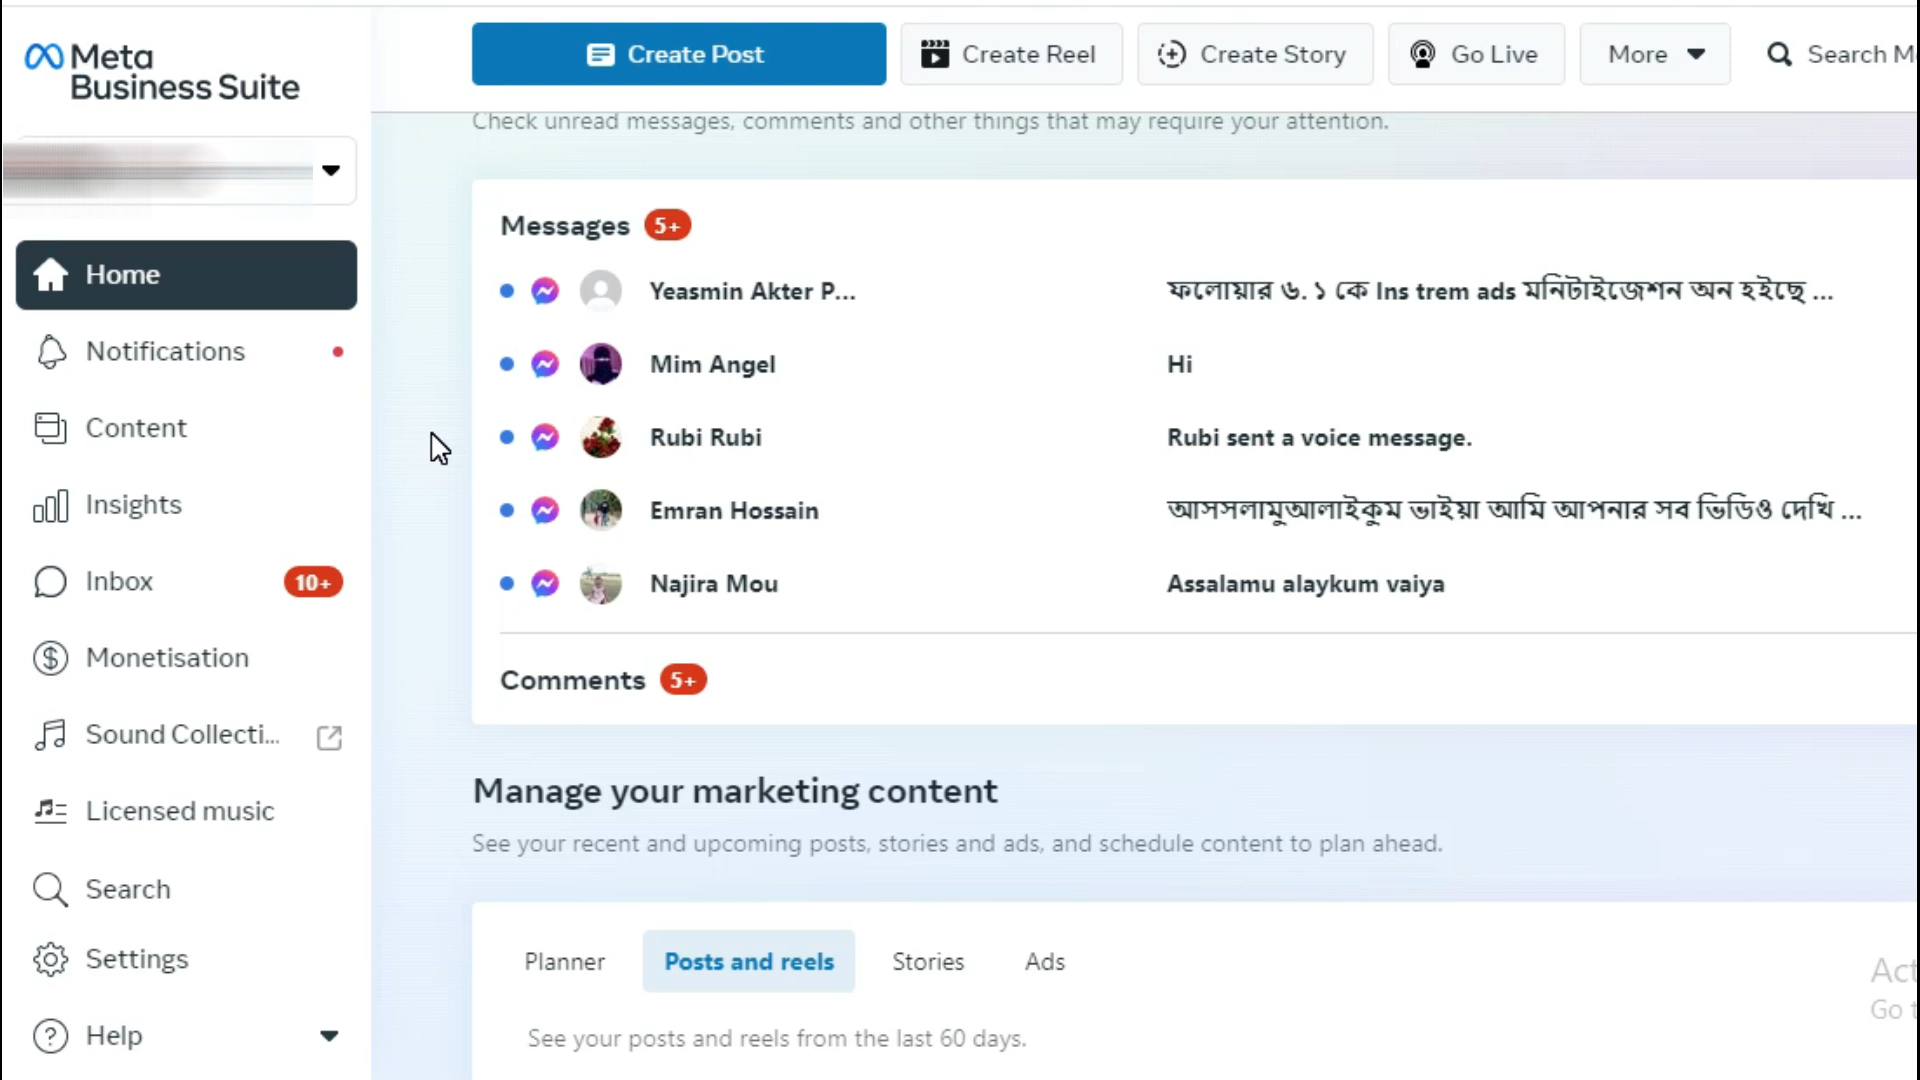 Meta
Business Suite
Create Post
Create Reel
Create Story
Go Live
More
Search M
Check unread messages, comments and other things that may require your attention.
Home
Notifications
Content
Insights
Inbox 10+
Monetisation
Sound Collecti...
Licensed music
Search
Settings
Help
Messages 5+
Yeasmin Akter P... ফলোয়ার ৬. ১ কে Ins trem ads মনিটাইজেশন অন হইছে ...
Mim Angel Hi
Rubi Rubi Rubi sent a voice message.
Emran Hossain আসসলামুআলাইকুম ভাইয়া আমি আপনার সব ভিডিও দেখি ...
Najira Mou Assalamu alaykum vaiya
Comments 5+
Manage your marketing content
See your recent and upcoming posts, stories and ads, and schedule content to plan ahead.
Planner Posts and reels Stories Ads
See your posts and reels from the last 60 days.
Act
Go t